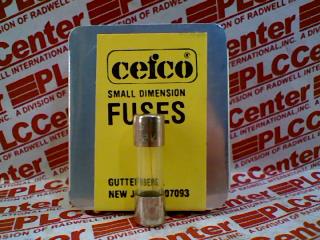 cefco®
SMALL DIMENSION
FUSES
GUTTENBERG
NEW J 07093
PLCCenter
A DIVISION OF RADWELL INTERNATIONAL, INC.